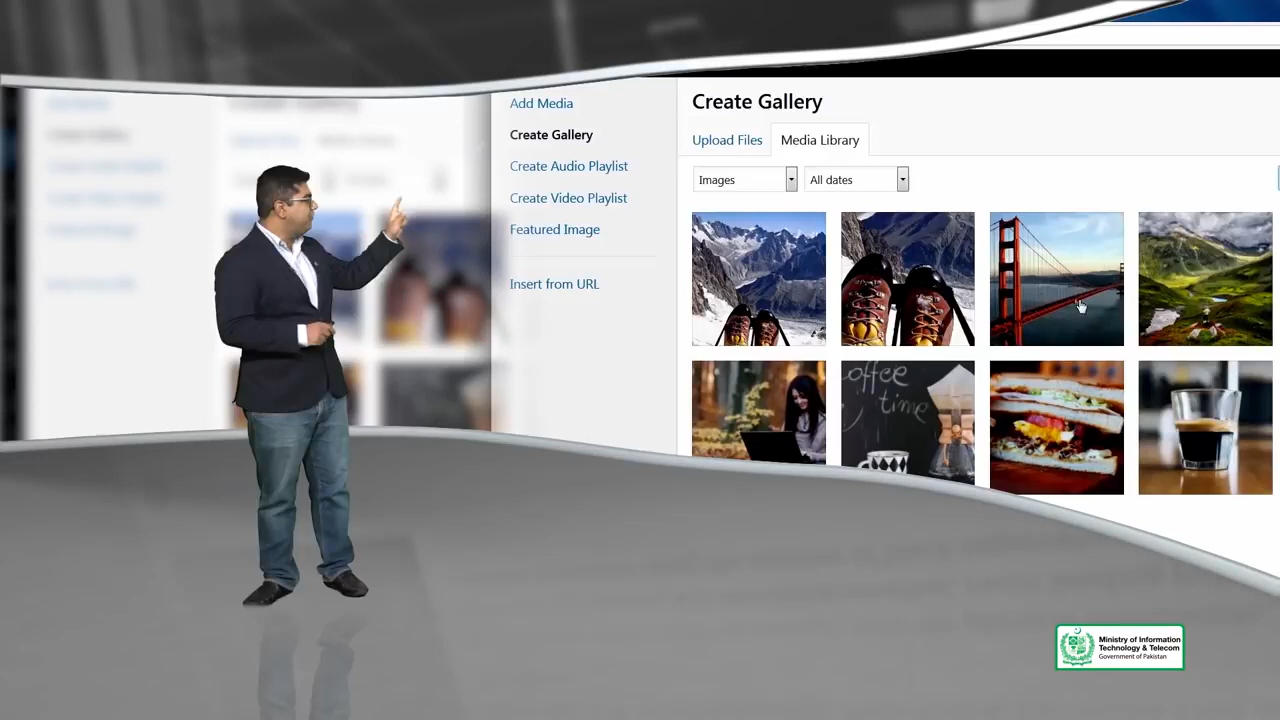 Add Media
Create Gallery
Create Audio Playlist
Create Video Playlist
Featured Image
Insert from URL
Create Gallery
Upload Files
Media Library
Images
All dates
coffee
time
Ministry of Information
Technology & Telecom
Government of Pakistan